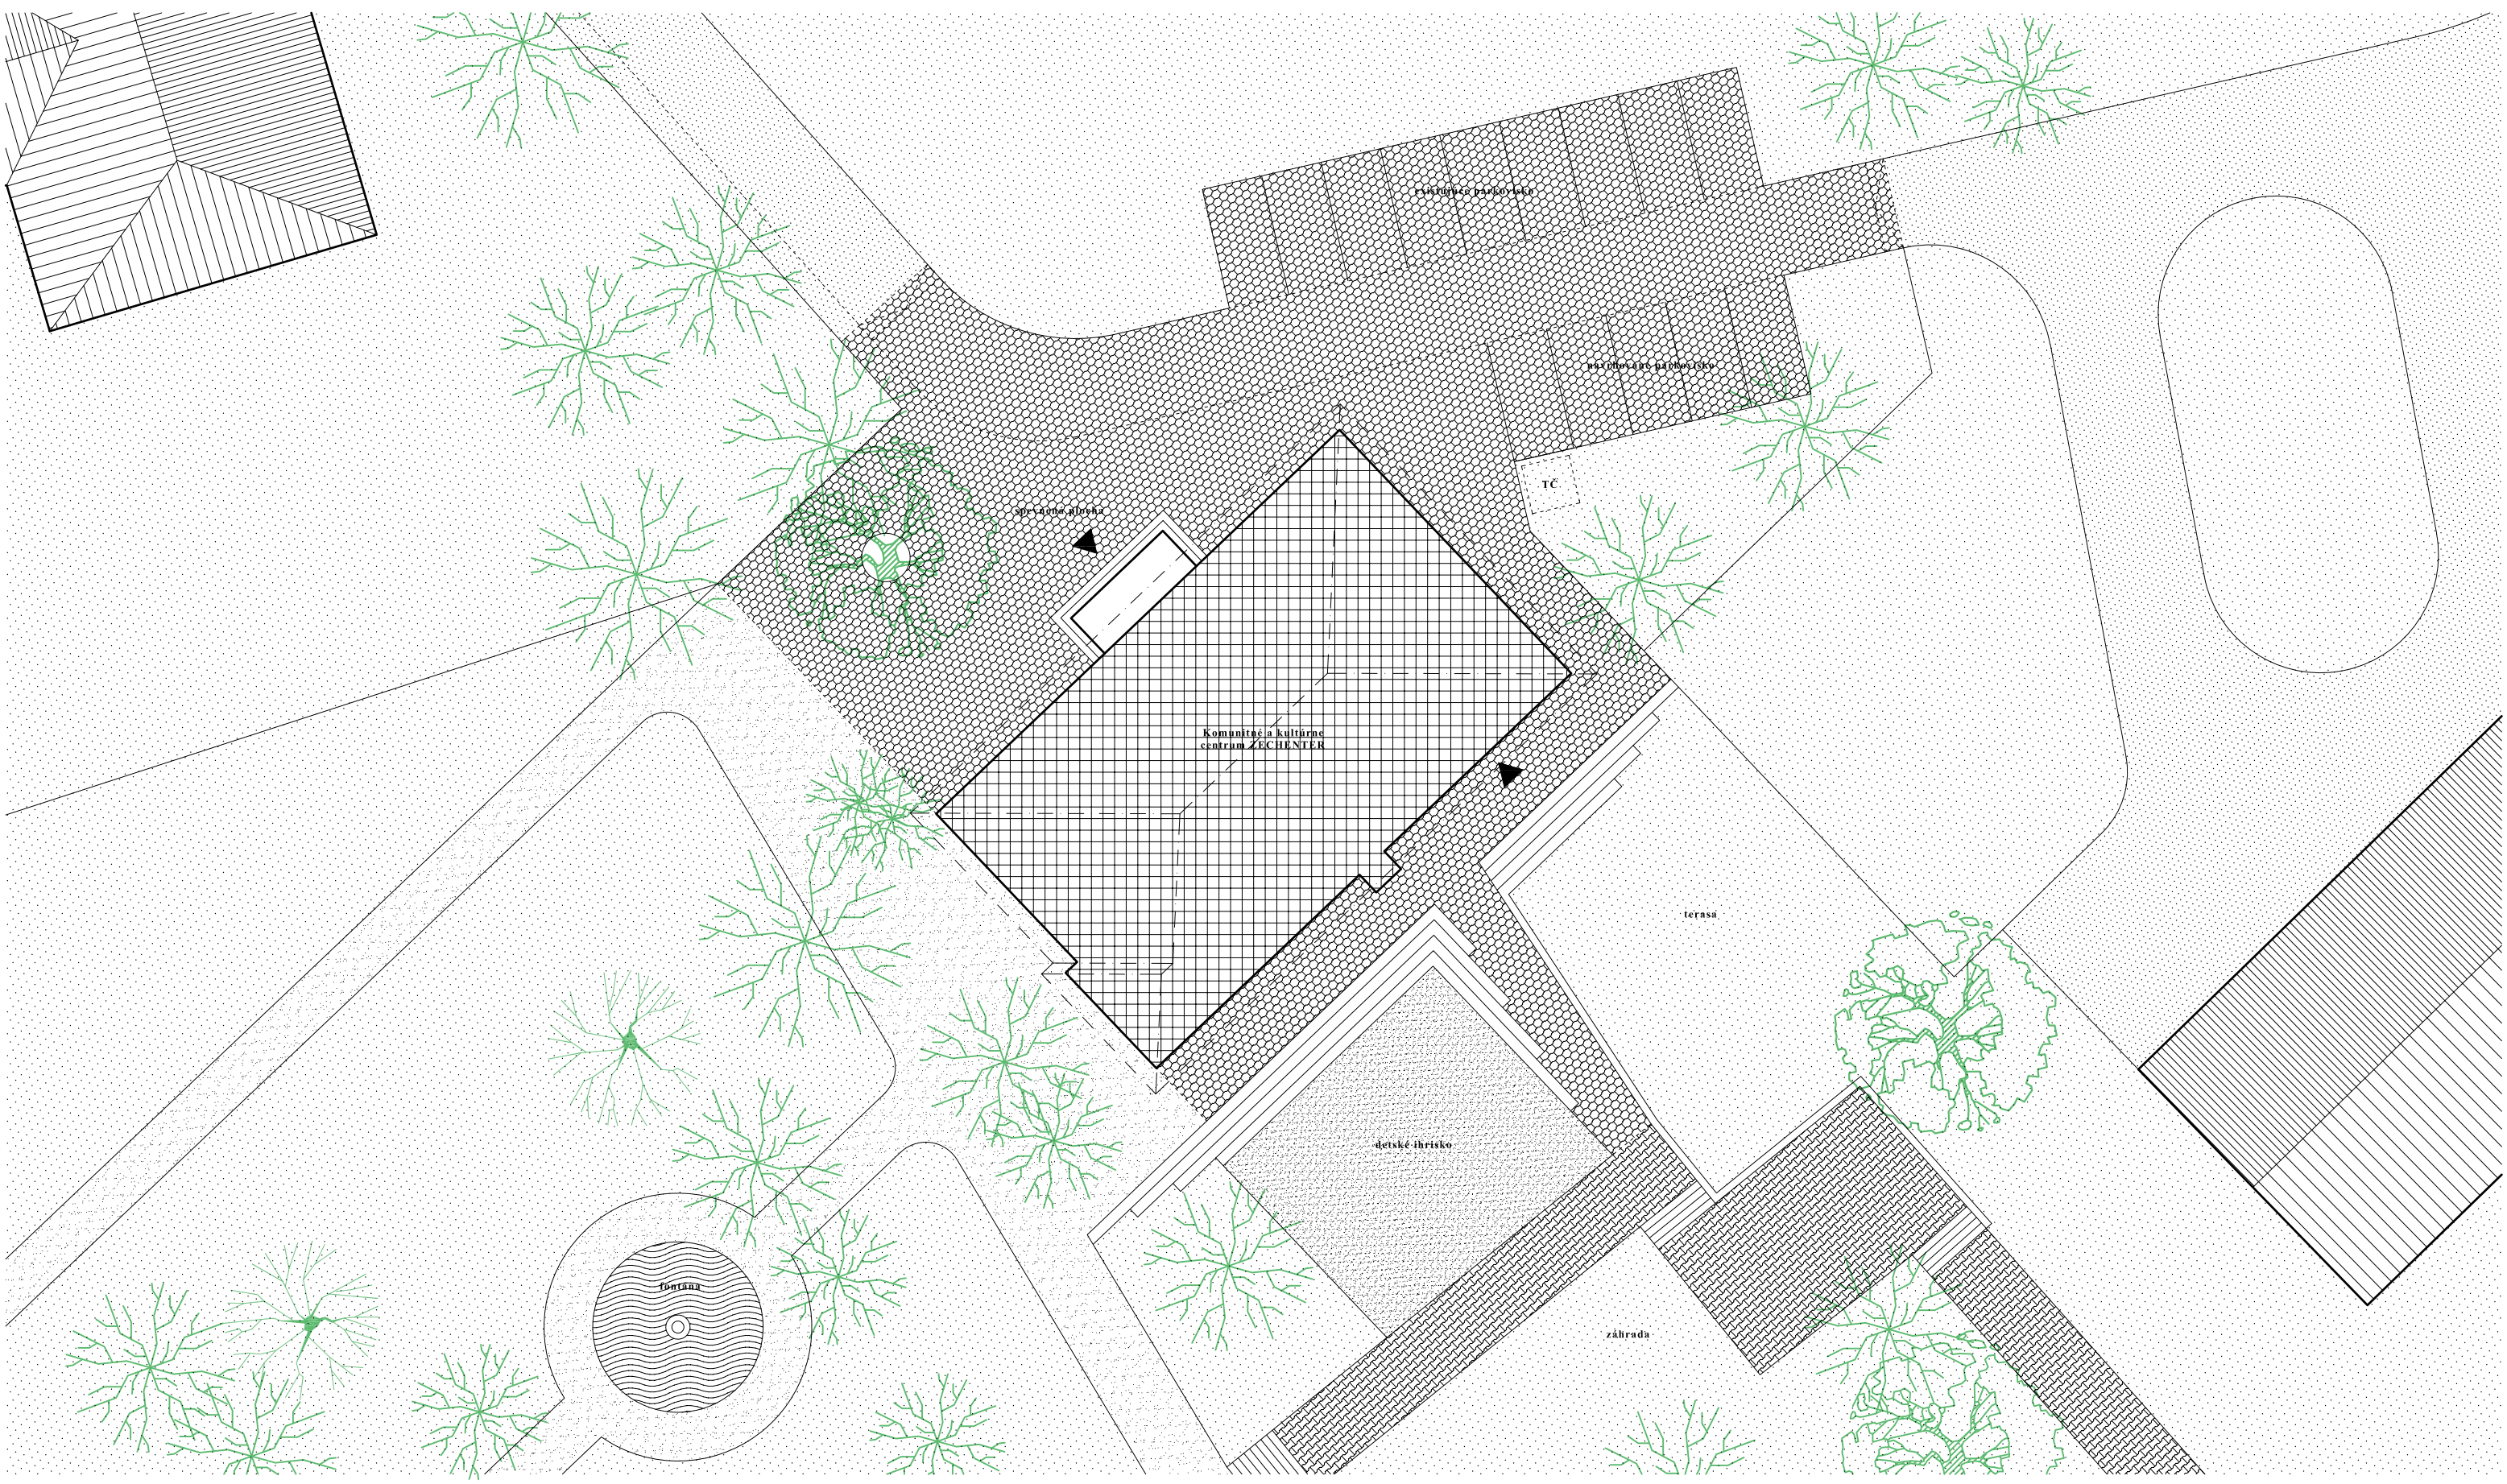 existujúce parkovisko
navrhované parkovisko
TČ
spevnená plocha
Komunitné a kultúrne
centrum ZECHENTER
terasa
detské ihrisko
fontána
záhrada